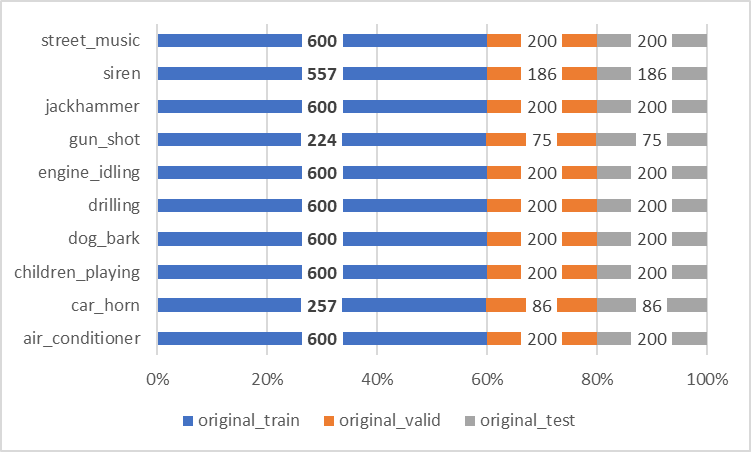 street_music 600 200 200
siren 557 186 186
jackhammer 600 200 200
gun_shot 224 75 75
engine_idling 600 200 200
drilling 600 200 200
dog_bark 600 200 200
children_playing 600 200 200
car_horn 257 86 86
air_conditioner 600 200 200
0% 20% 40% 60% 80% 100%
original_train original_valid original_test